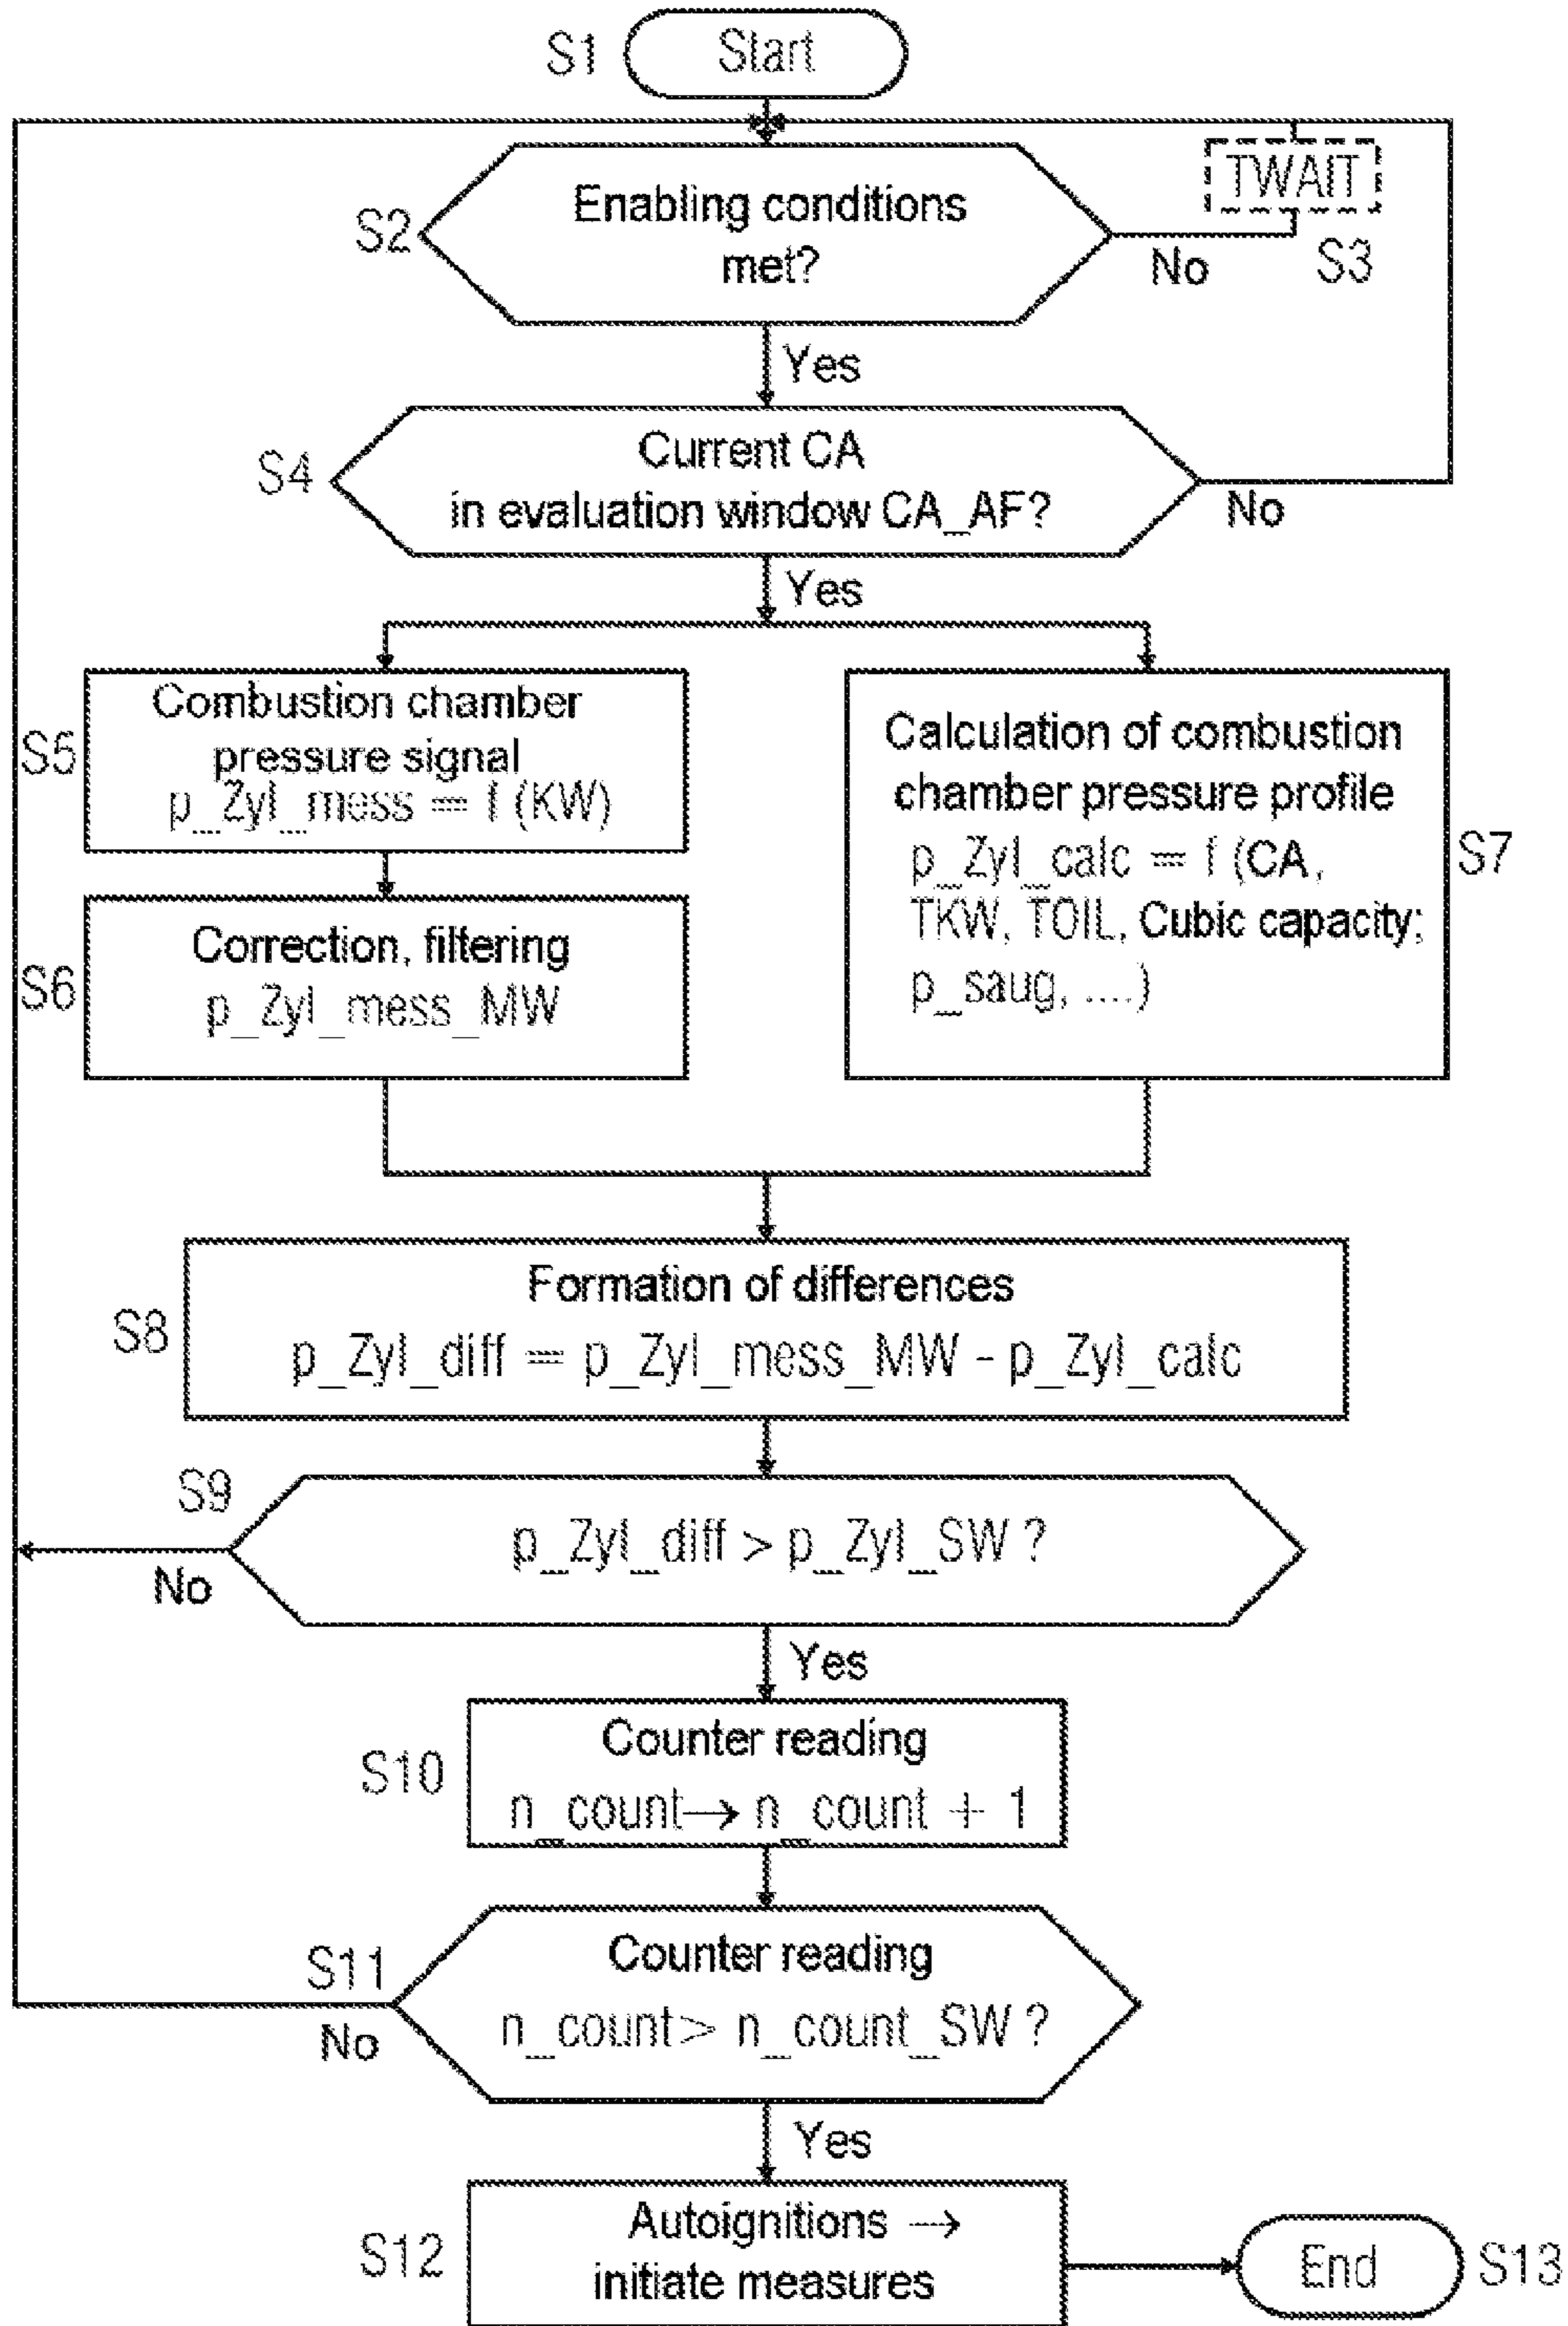 S1
Start
TWAIT
S2
Enabling conditions
met?
No
S3
Yes
S4
Current CA
in evaluation window CA_AF?
No
Yes
S5
Combustion chamber
pressure signal
p_Zyl_mess = f (KW)
S6
Correction, filtering
p_Zyl_mess_MW
Calculation of combustion
chamber pressure profile
p_Zyl_calc = f (CA,
TKW, TOIL, Cubic capacity;
p_saug, ....)
S7
S8
Formation of differences
p_Zyl_diff = p_Zyl_mess_MW - p_Zyl_calc
S9
p_Zyl_diff > p_Zyl_SW ?
No
Yes
S10
Counter reading
n_count→ n_count + 1
S11
Counter reading
n_count > n_count_SW ?
No
Yes
S12
Autoignitions →
initiate measures
End
S13